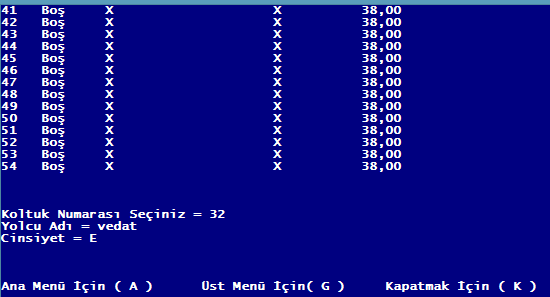 41 Boş X X 38,00
42 Boş X X 38,00
43 Boş X X 38,00
44 Boş X X 38,00
45 Boş X X 38,00
46 Boş X X 38,00
47 Boş X X 38,00
48 Boş X X 38,00
49 Boş X X 38,00
50 Boş X X 38,00
51 Boş X X 38,00
52 Boş X X 38,00
53 Boş X X 38,00
54 Boş X X 38,00
Koltuk Numarası Seçiniz = 32
Yolcu Adı = vedat
Cinsiyet = E
Ana Menü İçin ( A ) Üst Menü İçin( G ) Kapatmak İçin ( K )